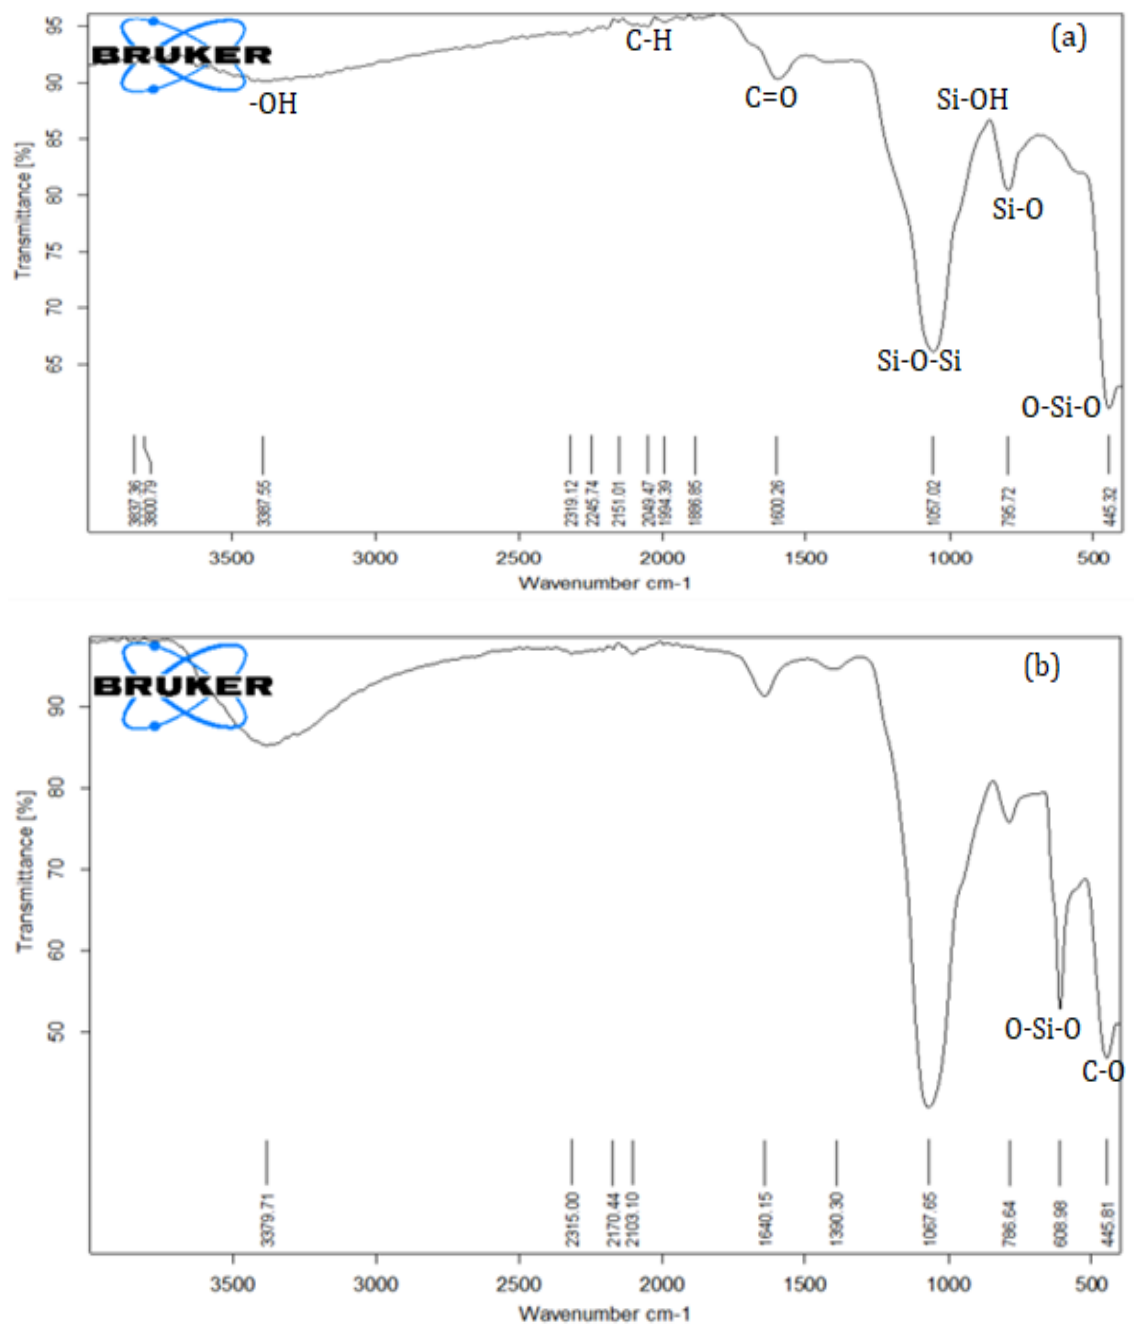 95
(a)
BRUKER
C-H
90
-OH
C=O
Si-OH
85
80
Si-O
75
70
65
Si-O-Si
O-Si-O
Transmittance [%]
3837.36
3800.79
3387.55
2319.12
2245.74
2151.01
2049.47
1994.39
1886.85
1600.26
1057.02
795.72
445.32
3500 3000 2500 2000 1500 1000 500
Wavenumber cm-1
(b)
BRUKER
90
80
70
60
50
O-Si-O
C-O
Transmittance [%]
3379.71
2315.00
2170.44
2103.10
1640.15
1390.30
1067.65
786.64
608.98
445.81
3500 3000 2500 2000 1500 1000 500
Wavenumber cm-1